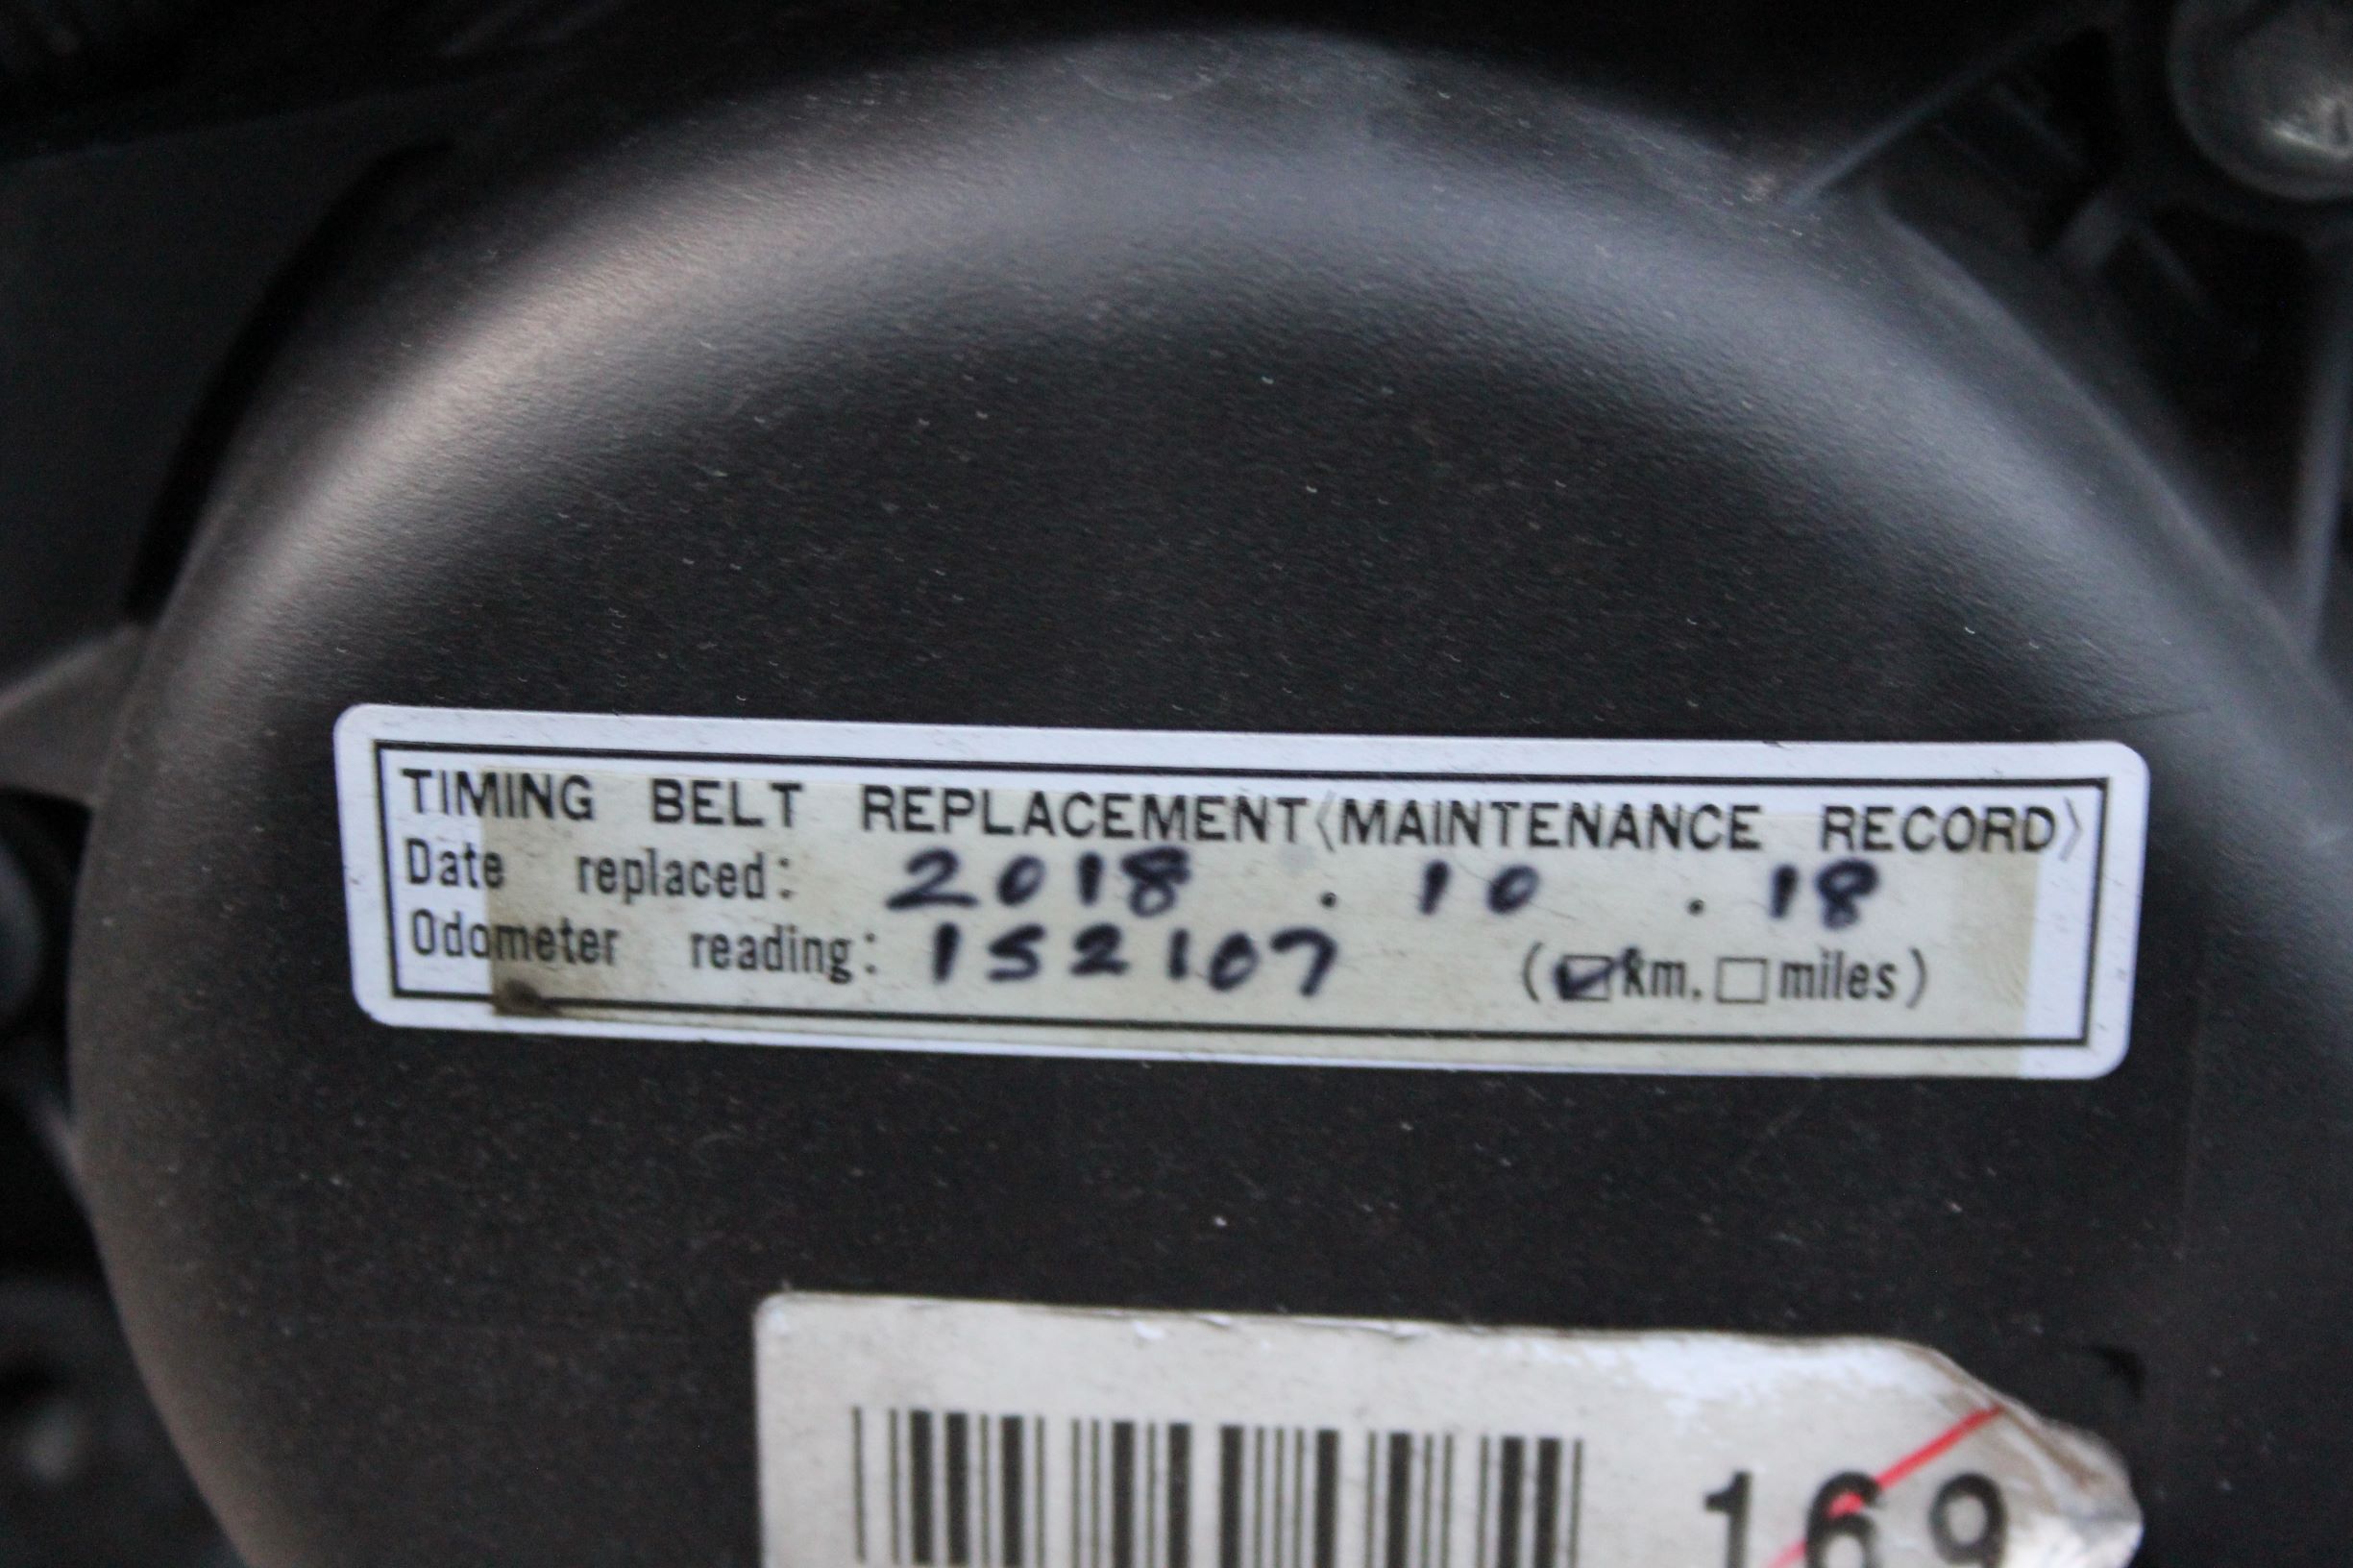 TIMING BELT REPLACEMENT〈MAINTENANCE RECORD〉
Date replaced: 2018 . 10 . 18
Odometer reading: 152107 (☑km. ☐miles)
169